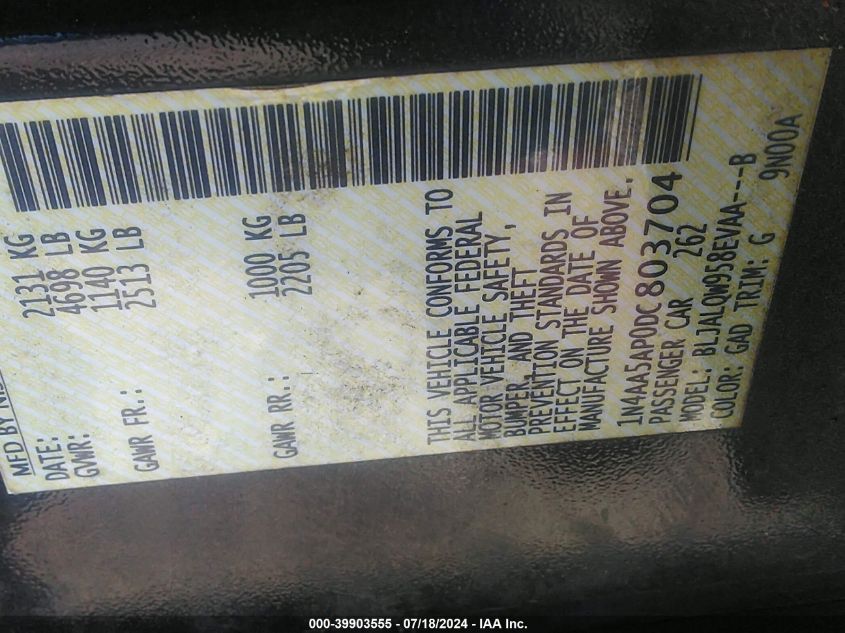 MFD BY NIS
DATE:
GVWR: 2131 KG
4698 LB
GAWR FR.: 1140 KG
2513 LB
GAWR RR.: 1000 KG
2205 LB
THIS VEHICLE CONFORMS TO
ALL APPLICABLE FEDERAL
MOTOR VEHICLE SAFETY,
BUMPER, AND THEFT
PREVENTION STANDARDS IN
EFFECT ON THE DATE OF
MANUFACTURE SHOWN ABOVE.
1N4AA5AP0DC803704
PASSENGER CAR 262
MODEL: BLJALQW958EVAA---B
COLOR: GAD TRIM: G 9N00A
000-39903555 - 07/18/2024 - IAA Inc.